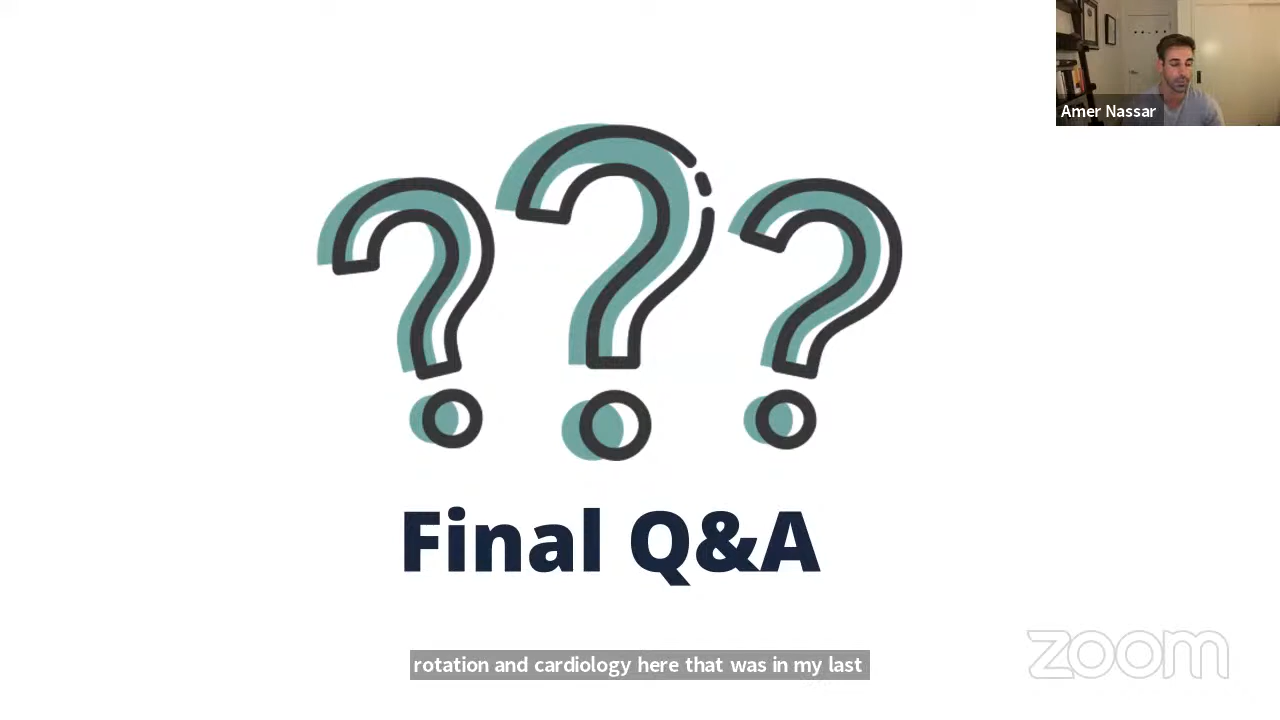 Amer Nassar
Final Q&A
rotation and cardiology here that was in my last
zoom